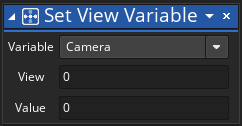 Set View Variable
Variable Camera
View 0
Value 0